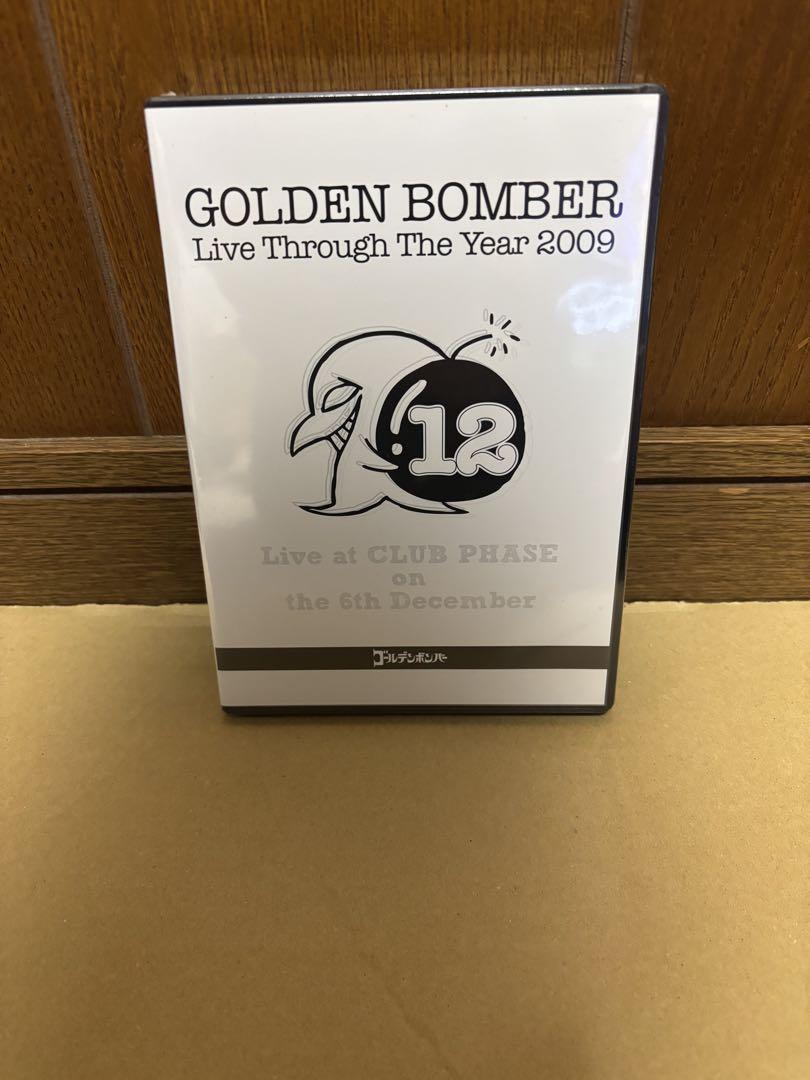 GOLDEN BOMBER
Live Through The Year 2009
12
Live at CLUB PHASE
on
the 6th December
ゴールデンボンバー